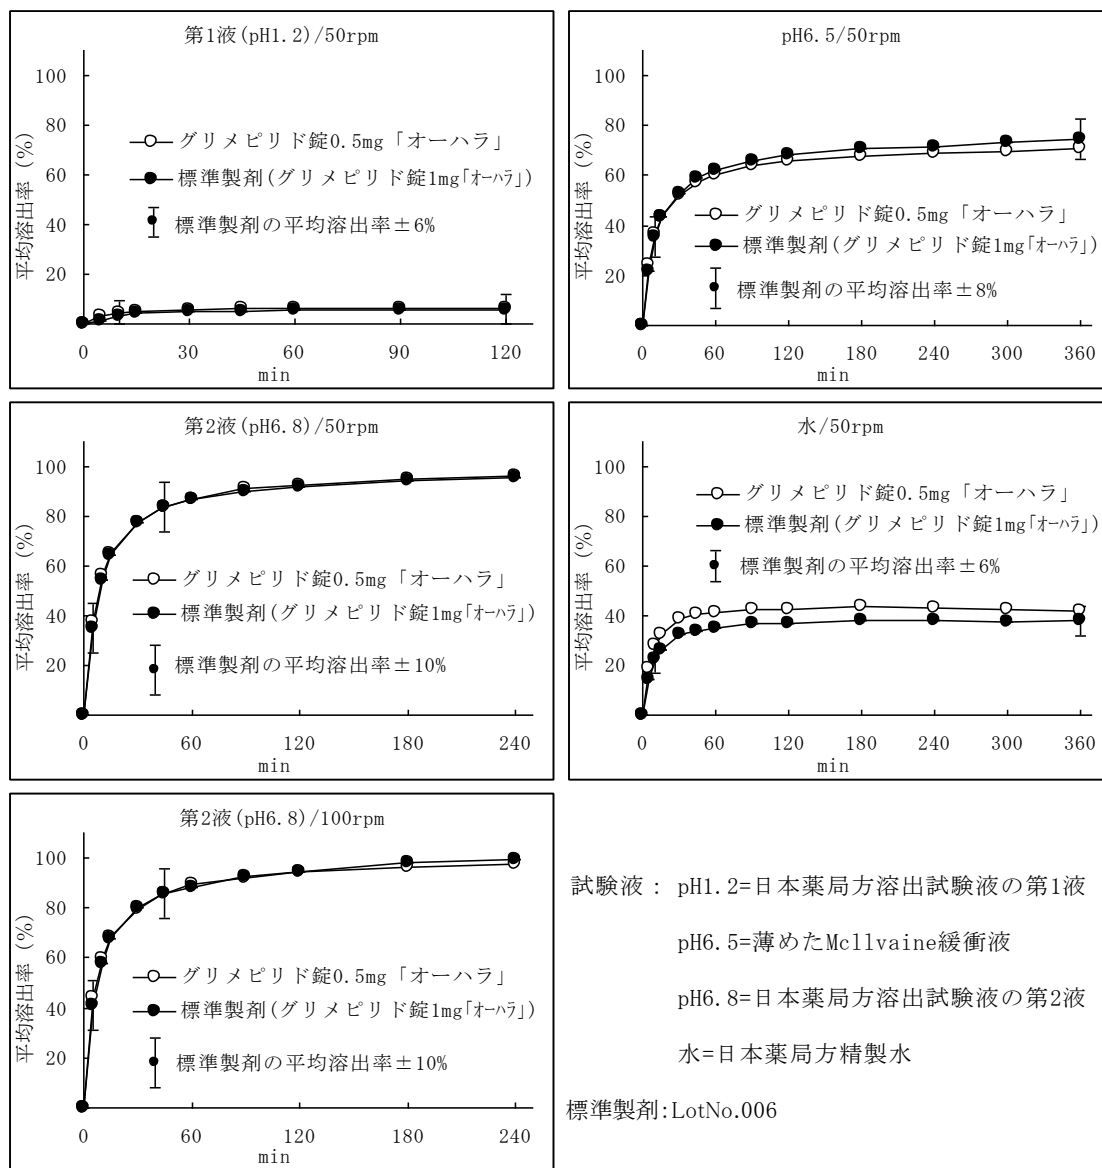 第1液(pH1.2)/50rpm
平均溶出率(%)
100
80
60
40
20
グリメピリド錠0.5mg「オーハラ」
標準製剤(グリメピリド錠1mg「オーハラ」)
標準製剤の平均溶出率±6%
0 30 60 90 120
min
pH6.5/50rpm
平均溶出率(%)
100
80
60
40
20
グリメピリド錠0.5mg「オーハラ」
標準製剤(グリメピリド錠1mg「オーハラ」)
標準製剤の平均溶出率±8%
0 60 120 180 240 300 360
min
第2液(pH6.8)/50rpm
平均溶出率(%)
100
80
60
40
20
グリメピリド錠0.5mg「オーハラ」
標準製剤(グリメピリド錠1mg「オーハラ」)
標準製剤の平均溶出率±10%
0 60 120 180 240
min
水/50rpm
平均溶出率(%)
100
80
60
40
20
グリメピリド錠0.5mg「オーハラ」
標準製剤(グリメピリド錠1mg「オーハラ」)
標準製剤の平均溶出率±6%
0 60 120 180 240 300 360
min
第2液(pH6.8)/100rpm
平均溶出率(%)
100
80
60
40
20
グリメピリド錠0.5mg「オーハラ」
標準製剤(グリメピリド錠1mg「オーハラ」)
標準製剤の平均溶出率±10%
0 60 120 180 240
min
試験液: pH1.2=日本薬局方溶出試験液の第1液
pH6.5=薄めたMcllvaine緩衝液
pH6.8=日本薬局方溶出試験液の第2液
水=日本薬局方精製水
標準製剤:LotNo.006